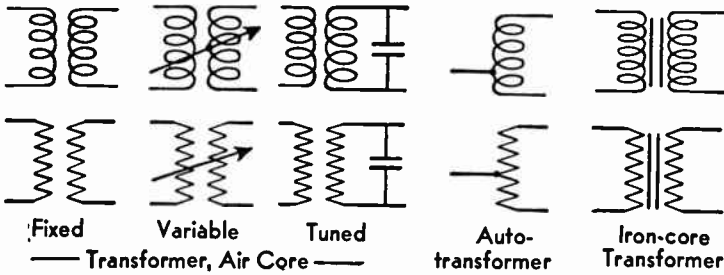 Fixed Variable Tuned Auto- Iron-core
Transformer, Air Core transformer Transformer